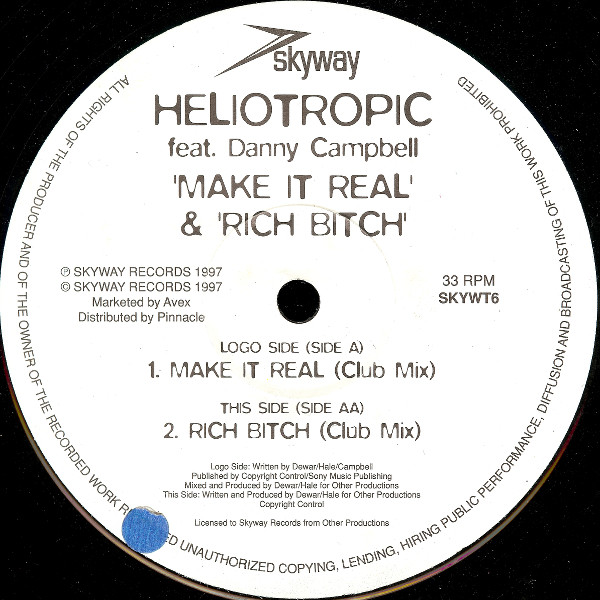 skyway
HELIOTROPIC
feat. Danny Campbell
'MAKE IT REAL'
& 'RICH BITCH'
℗ SKYWAY RECORDS 1997
© SKYWAY RECORDS 1997
Marketed by Avex
Distributed by Pinnacle
33 RPM
SKYWT6
LOGO SIDE (SIDE A)
1. MAKE IT REAL (Club Mix)
THIS SIDE (SIDE AA)
2. RICH BITCH (Club Mix)
Logo Side: Written by Dewar/Hale/Campbell
Published by Copyright Control/Sony Music Publishing
Mixed and Produced by Dewar/Hale for Other Productions
This Side: Written and Produced by Dewar/Hale for Other Productions
Copyright Control
Licensed to Skyway Records from Other Productions
ALL RIGHTS OF THE PRODUCER AND OF THE OWNER OF THE RECORDED WORK R ED UNAUTHORIZED COPYING, LENDING, HIRING PUBLIC PERFORMANCE, DIFFUSION AND BROADCASTING OF THIS WORK PROHIBITED